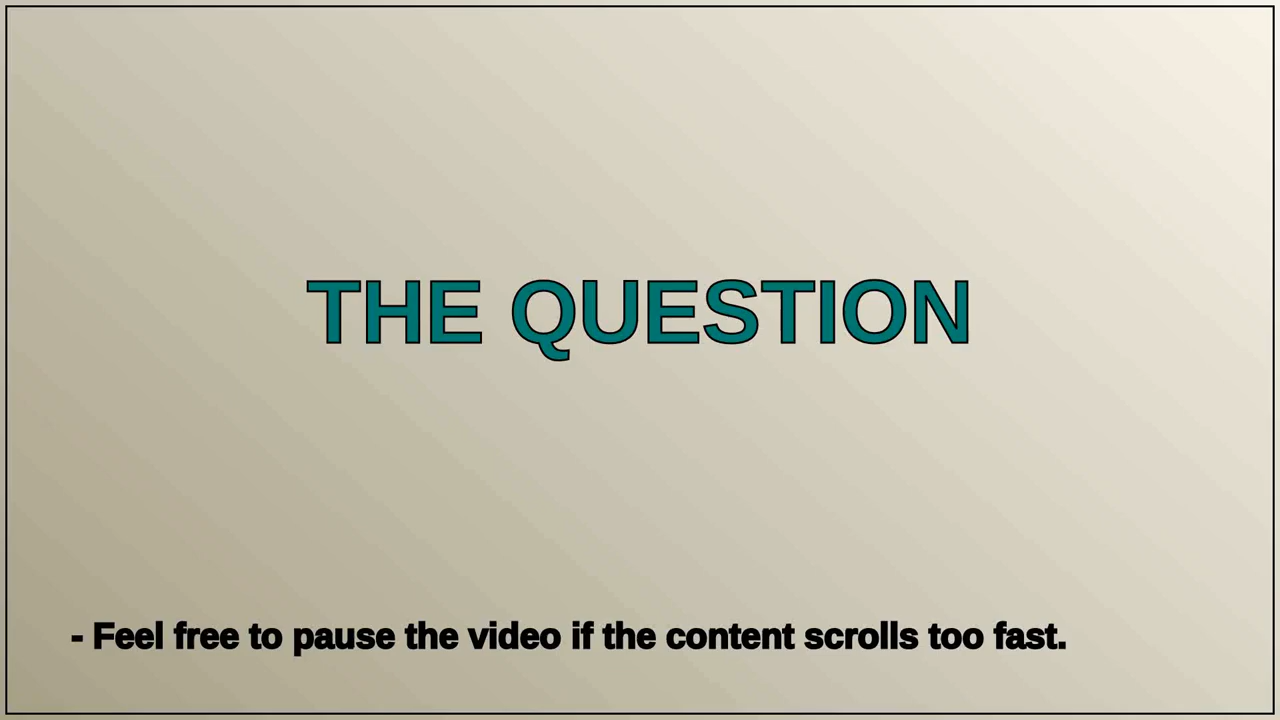 THE QUESTION
- Feel free to pause the video if the content scrolls too fast.